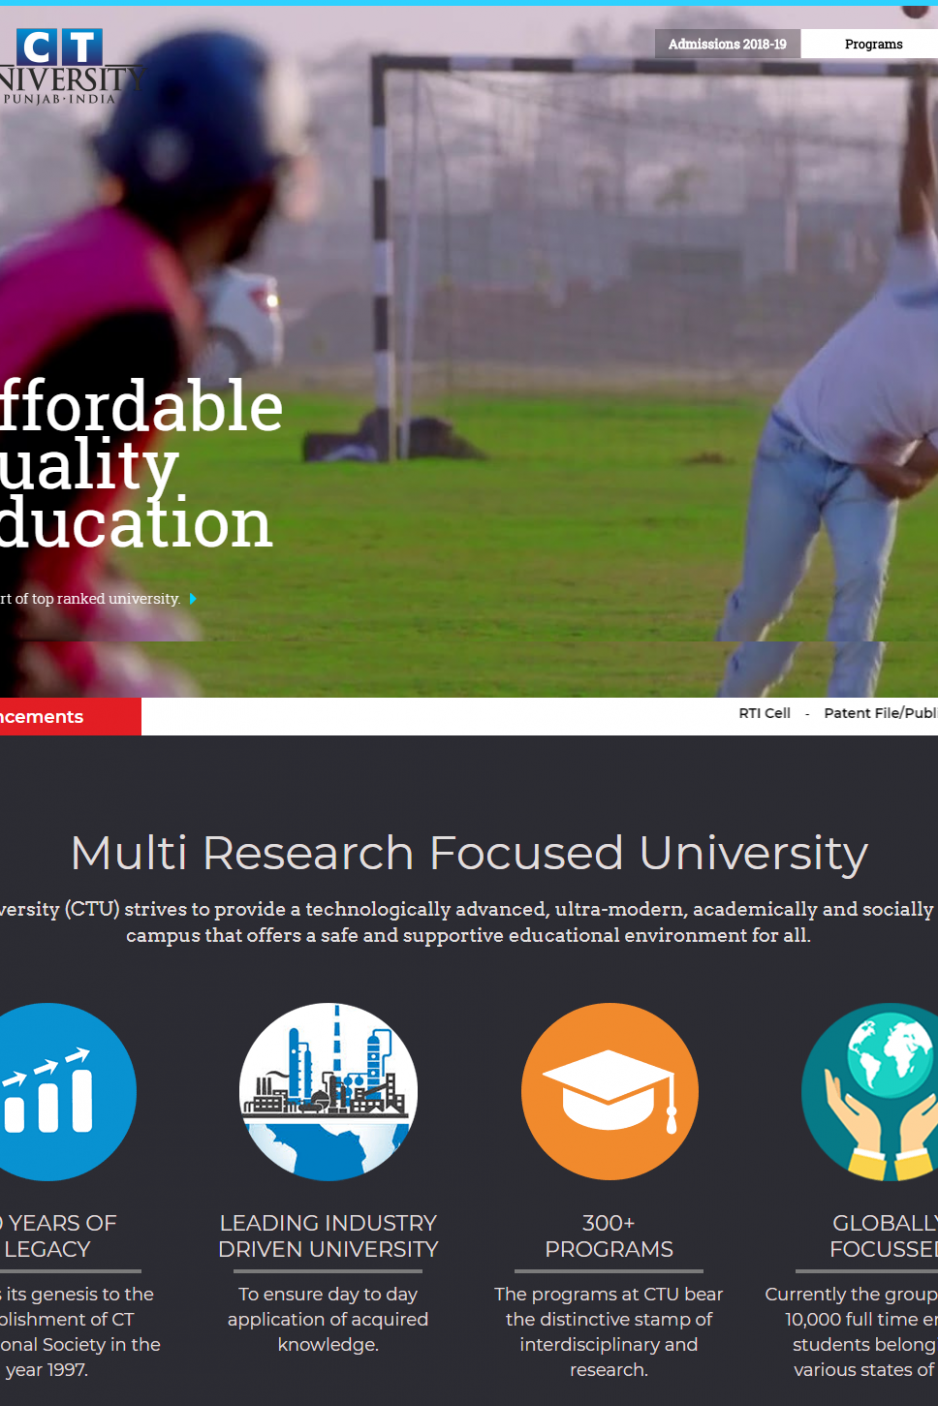 CT
NIVERSITY
PUNJAB·INDIA
Admissions 2018-19
Programs
ffordable
uality
ducation
rt of top ranked university.
ncements
RTI Cell - Patent File/Publ
Multi Research Focused University
versity (CTU) strives to provide a technologically advanced, ultra-modern, academically and socially
campus that offers a safe and supportive educational environment for all.
0 YEARS OF
LEGACY
s its genesis to the
blishment of CT
onal Society in the
year 1997.
LEADING INDUSTRY
DRIVEN UNIVERSITY
To ensure day to day
application of acquired
knowledge.
300+
PROGRAMS
The programs at CTU bear
the distinctive stamp of
interdisciplinary and
research.
GLOBALLY
FOCUSSED
Currently the group
10,000 full time e
students belong
various states of